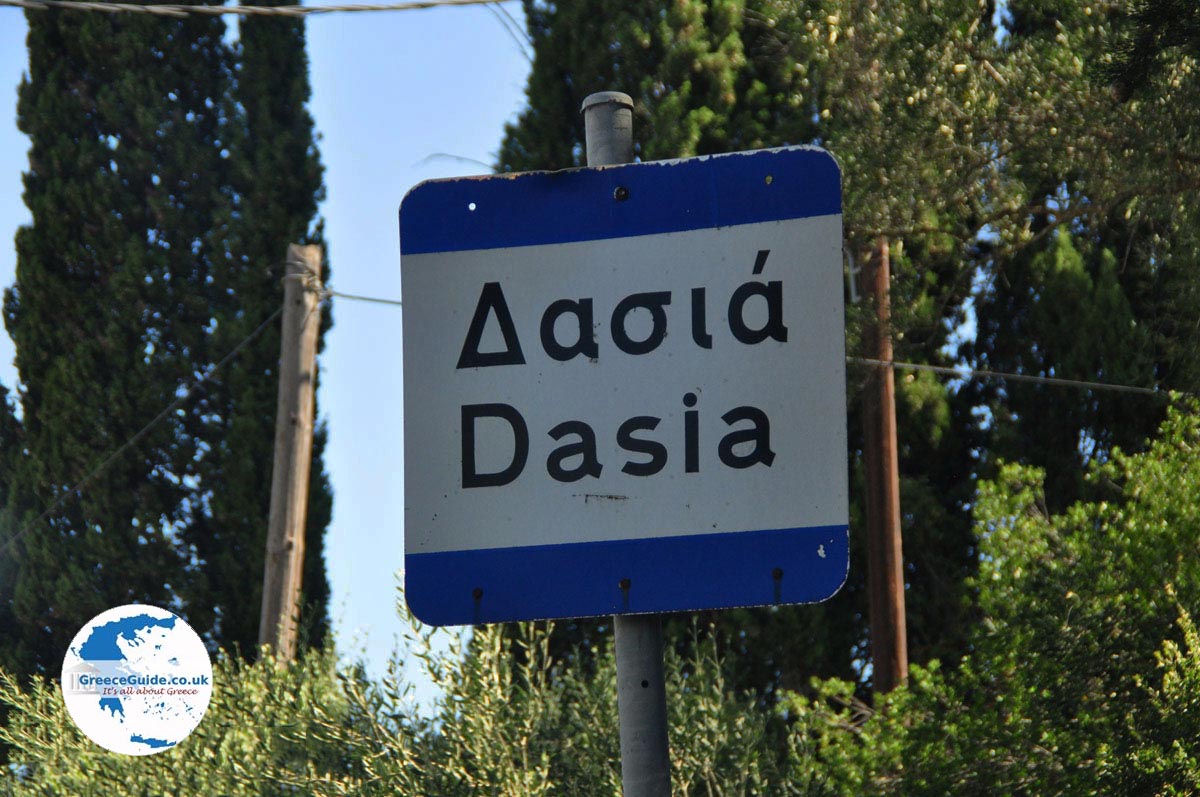 Δασιά
Dasia
GreeceGuide.co.uk
It's all about Greece